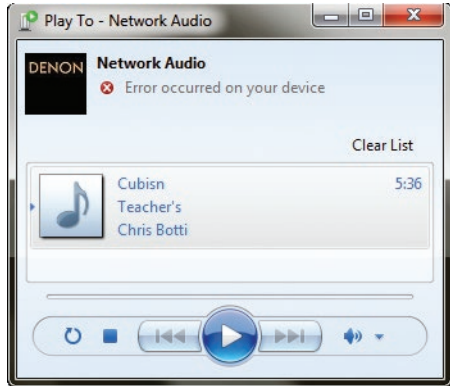 Play To - Network Audio
DENON
Network Audio
Error occurred on your device
Clear List
Cubisn
5:36
Teacher's
Chris Botti